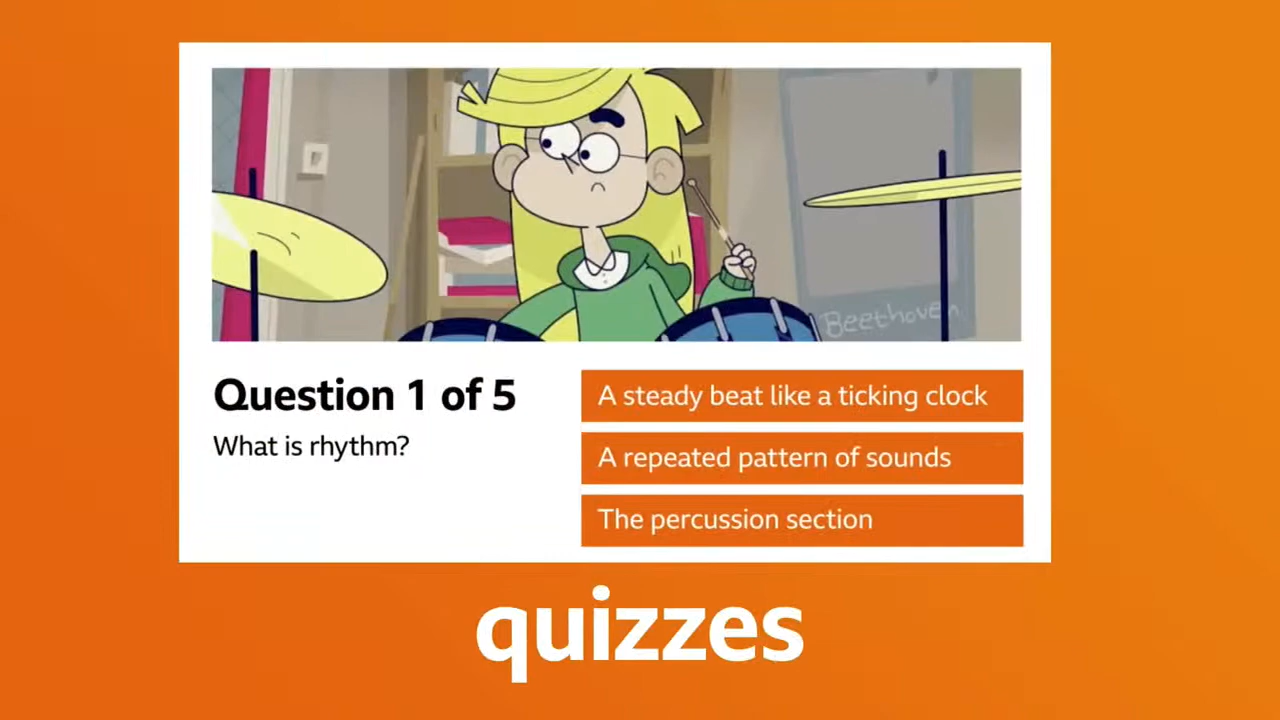 Beethoven
Question 1 of 5
What is rhythm?
A steady beat like a ticking clock
A repeated pattern of sounds
The percussion section
quizzes